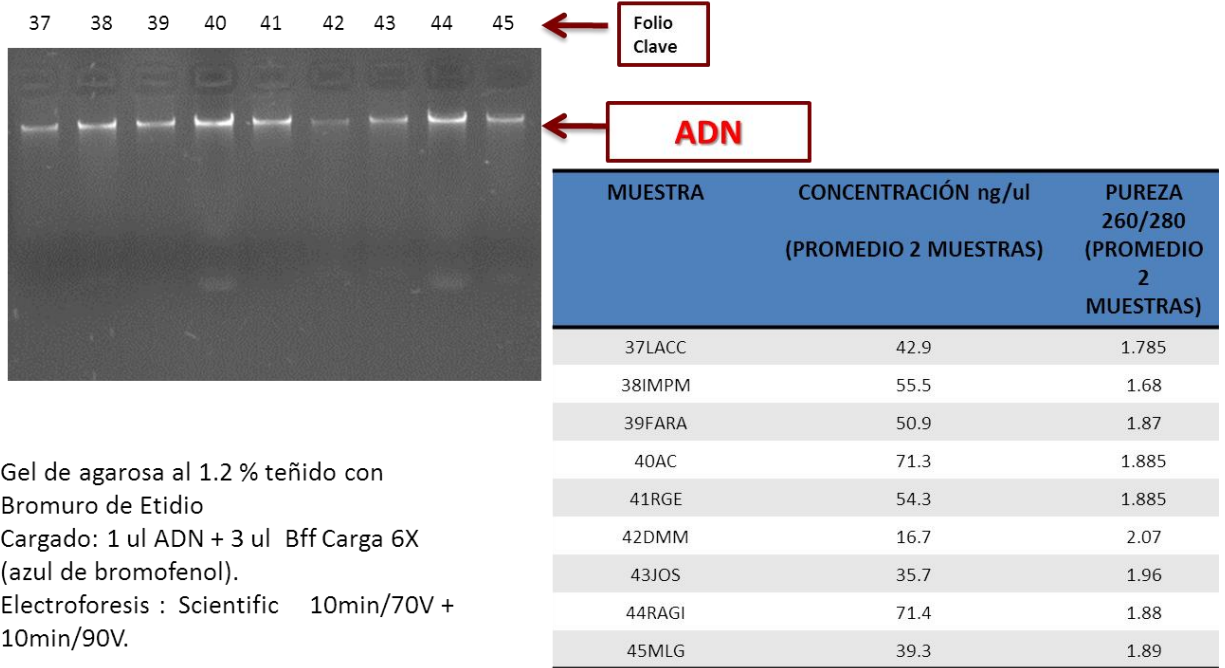 37 38 39 40 41 42 43 44 45
Folio
Clave
ADN
MUESTRA CONCENTRACIÓN ng/ul (PROMEDIO 2 MUESTRAS) PUREZA 260/280 (PROMEDIO 2 MUESTRAS)
37LACC 42.9 1.785
38IMPM 55.5 1.68
39FARA 50.9 1.87
40AC 71.3 1.885
41RGE 54.3 1.885
42DMM 16.7 2.07
43JOS 35.7 1.96
44RAGI 71.4 1.88
45MLG 39.3 1.89
Gel de agarosa al 1.2 % teñido con
Bromuro de Etidio
Cargado: 1 ul ADN + 3 ul Bff Carga 6X
(azul de bromofenol).
Electroforesis : Scientific 10min/70V +
10min/90V.